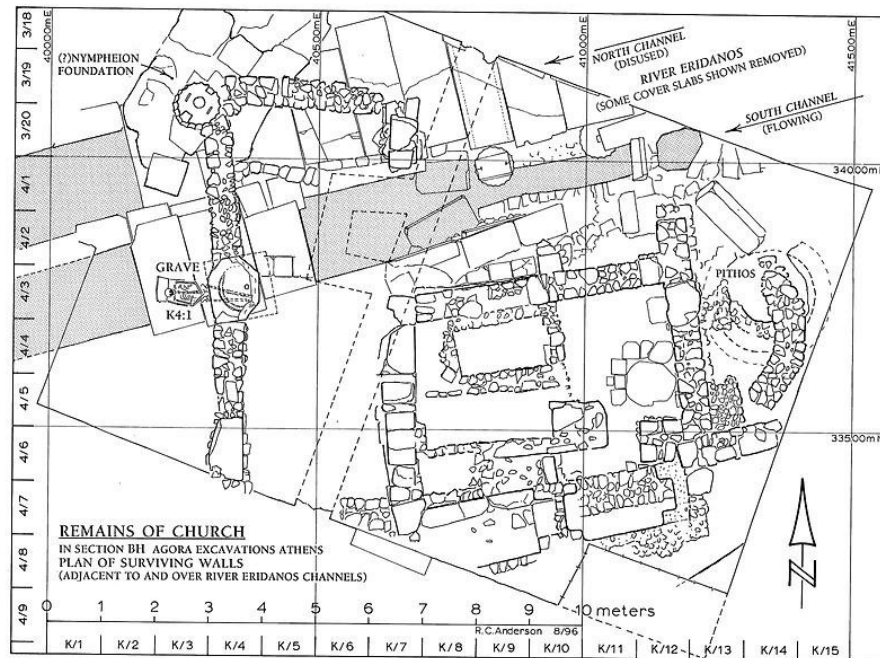 40000mE
40500mE
41000mE
41500mE
34000mN
33500mN
(?)NYMPHEION
FOUNDATION
NORTH CHANNEL
(DISUSED)
RIVER ERIDANOS
(SOME COVER SLABS SHOWN REMOVED)
SOUTH CHANNEL
(FLOWING)
GRAVE
K4:1
PITHOS
3/18
3/19
3/20
4/1
4/2
4/3
4/4
4/5
4/6
4/7
4/8
4/9
REMAINS OF CHURCH
IN SECTION BH AGORA EXCAVATIONS ATHENS
PLAN OF SURVIVING WALLS
(ADJACENT TO AND OVER RIVER ERIDANOS CHANNELS)
N
0 1 2 3 4 5 6 7 8 9 10 meters
R.C.Anderson 8/96
K/1 K/2 K/3 K/4 K/5 K/6 K/7 K/8 K/9 K/10 K/11 K/12 K/13 K/14 K/15